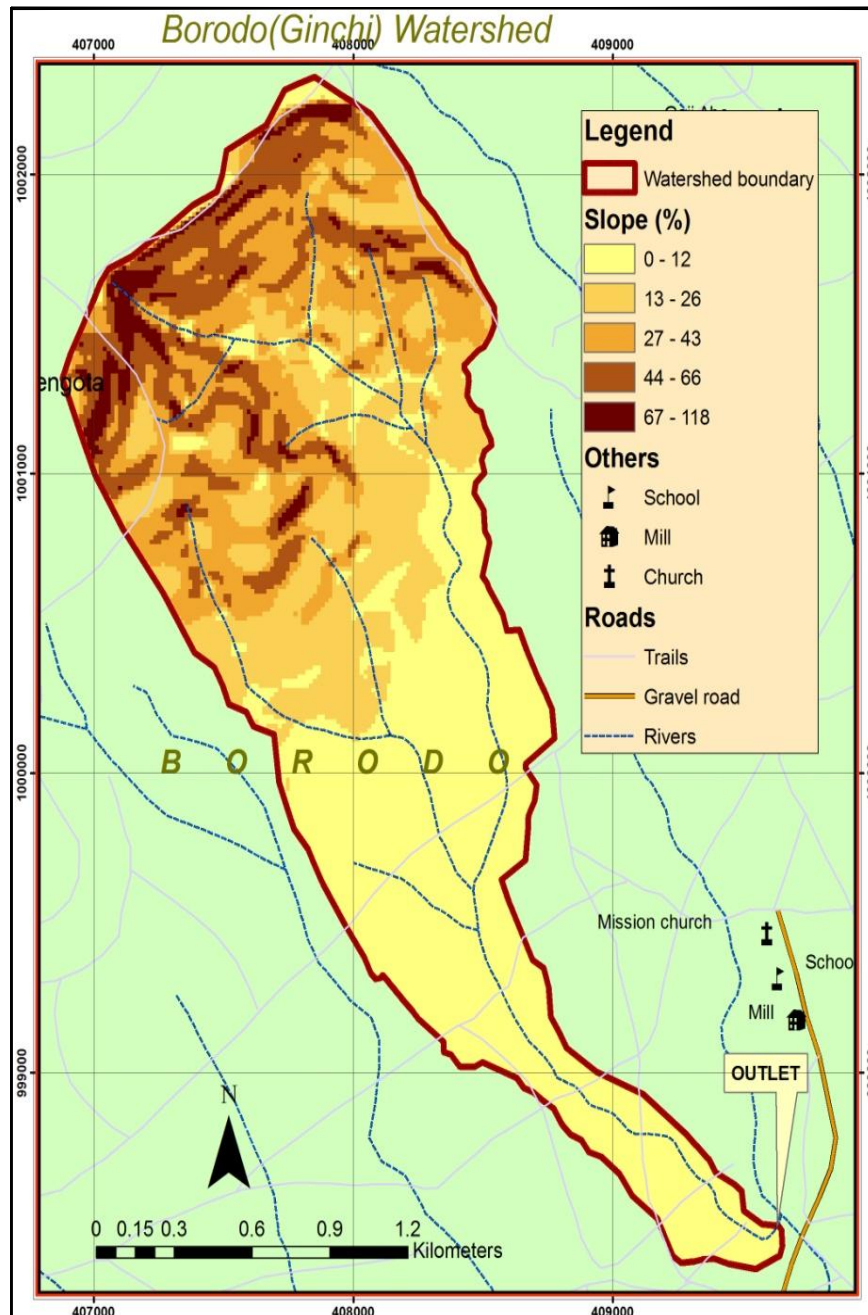 Borodo(Ginchi) Watershed
407000 408000 409000
Legend
Watershed boundary
1002000
Slope (%)
0 - 12
13 - 26
27 - 43
engota
44 - 66
67 - 118
1001000
Others
School
Mill
Church
Roads
Trails
Gravel road
Rivers
1000000
B O R O D O
Mission church
Schoo
Mill
999000
OUTLET
N
0 0.15 0.3 0.6 0.9 1.2
Kilometers
407000 408000 409000